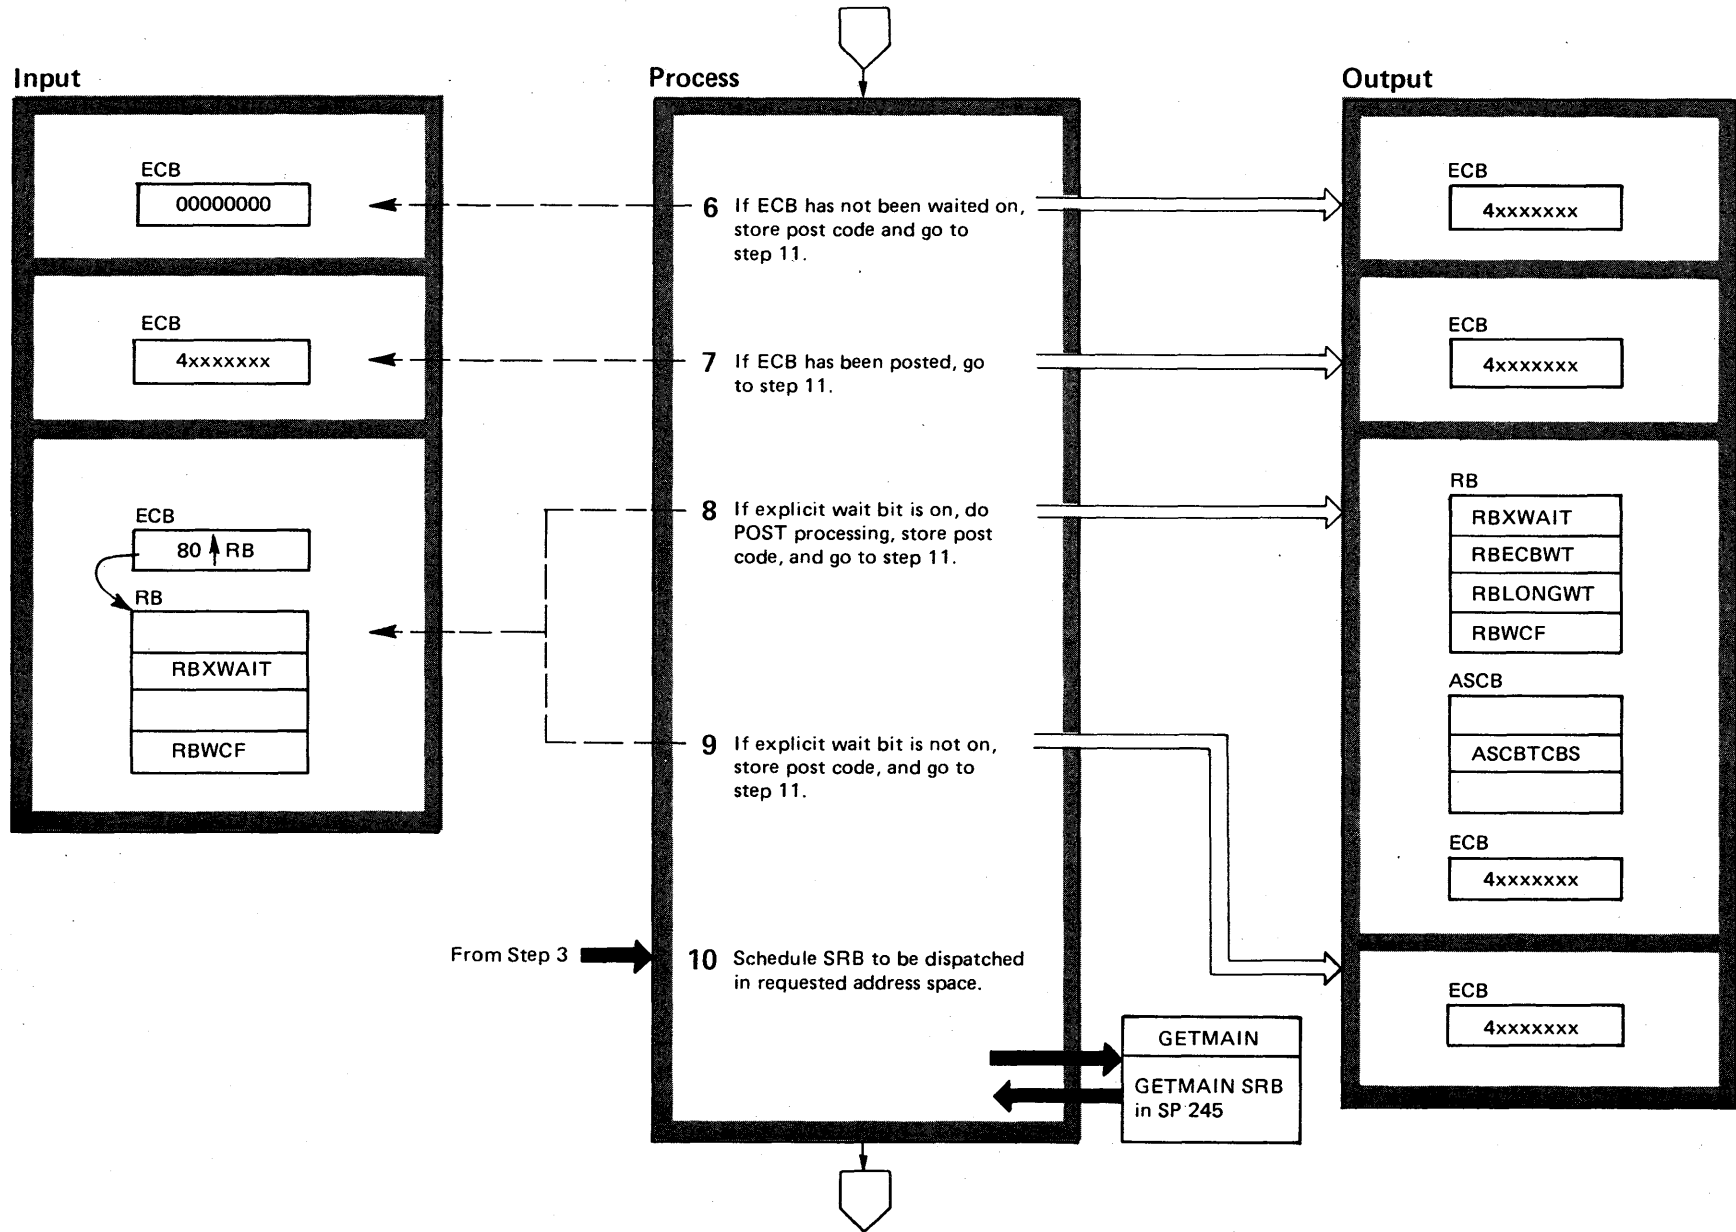 Input
Process
Output
ECB
00000000
6 If ECB has not been waited on,
store post code and go to
step 11.
ECB
4xxxxxxx
ECB
4xxxxxxx
7 If ECB has been posted, go
to step 11.
ECB
4xxxxxxx
ECB
80 RB
RB
RBXWAIT
RBWCF
8 If explicit wait bit is on, do
POST processing, store post
code, and go to step 11.
9 If explicit wait bit is not on,
store post code, and go to
step 11.
RB
RBXWAIT
RBECBWT
RBLONGWT
RBWCF
ASCB
ASCBTCBS
ECB
4xxxxxxx
From Step 3
10 Schedule SRB to be dispatched
in requested address space.
GETMAIN
GETMAIN SRB
in SP 245
ECB
4xxxxxxx